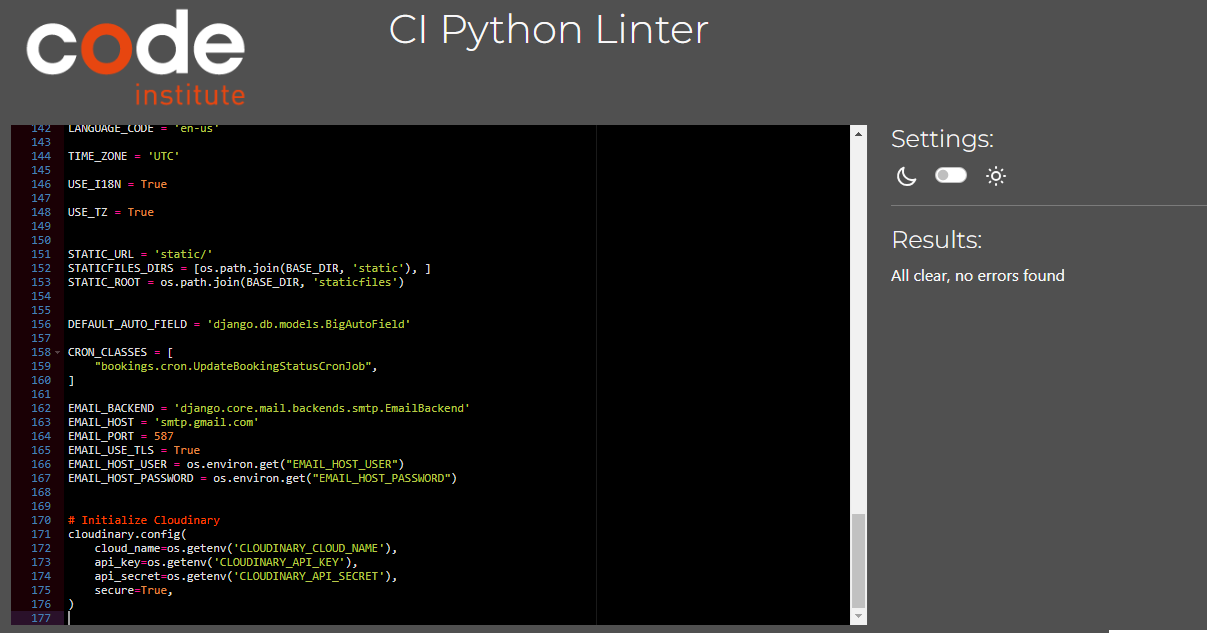 code
institute
CI Python Linter
142 LANGUAGE_CODE = 'en-us'
143
144 TIME_ZONE = 'UTC'
145
146 USE_I18N = True
147
148 USE_TZ = True
149
150
151 STATIC_URL = 'static/'
152 STATICFILES_DIRS = [os.path.join(BASE_DIR, 'static'), ]
153 STATIC_ROOT = os.path.join(BASE_DIR, 'staticfiles')
154
155
156 DEFAULT_AUTO_FIELD = 'django.db.models.BigAutoField'
157
158 CRON_CLASSES = [
159     "bookings.cron.UpdateBookingStatusCronJob",
160 ]
161
162 EMAIL_BACKEND = 'django.core.mail.backends.smtp.EmailBackend'
163 EMAIL_HOST = 'smtp.gmail.com'
164 EMAIL_PORT = 587
165 EMAIL_USE_TLS = True
166 EMAIL_HOST_USER = os.environ.get("EMAIL_HOST_USER")
167 EMAIL_HOST_PASSWORD = os.environ.get("EMAIL_HOST_PASSWORD")
168
169
170 # Initialize Cloudinary
171 cloudinary.config(
172     cloud_name=os.getenv('CLOUDINARY_CLOUD_NAME'),
173     api_key=os.getenv('CLOUDINARY_API_KEY'),
174     api_secret=os.getenv('CLOUDINARY_API_SECRET'),
175     secure=True,
176 )
177
Settings:
Results:
All clear, no errors found